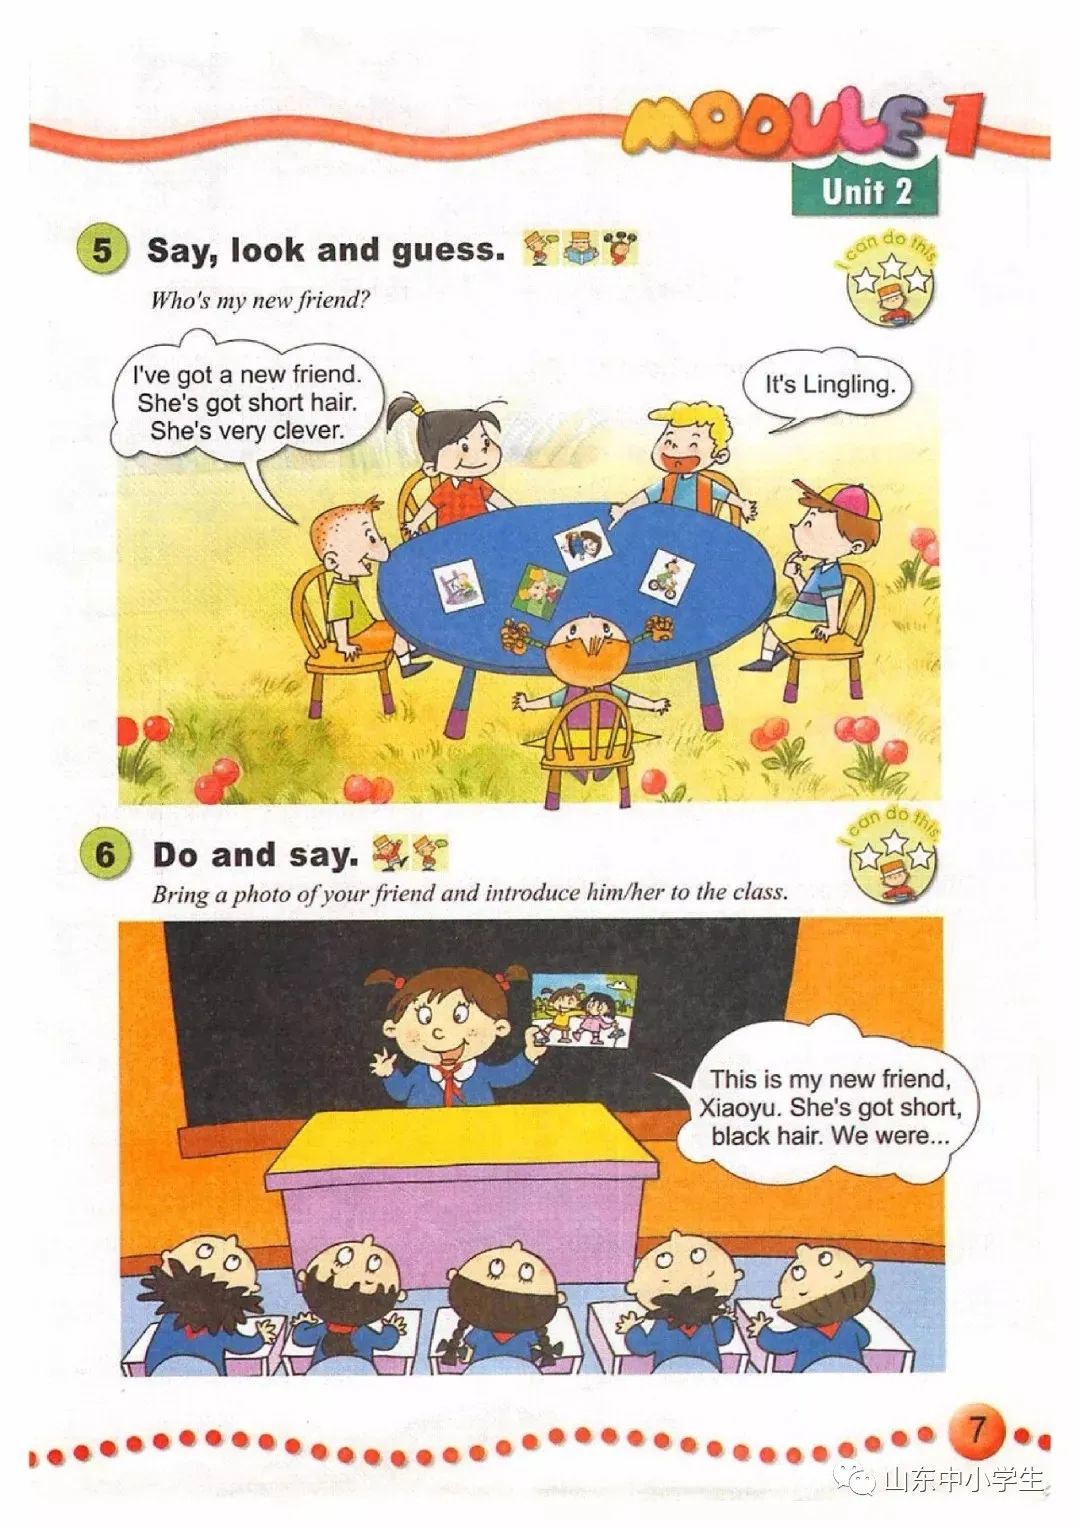 MODULE 1
Unit 2
5 Say, look and guess.
I can do this.
Who's my new friend?
I've got a new friend.
She's got short hair.
She's very clever.
It's Lingling.
6 Do and say.
I can do this.
Bring a photo of your friend and introduce him/her to the class.
This is my new friend,
Xiaoyu. She's got short,
black hair. We were...
7
山东中小学生